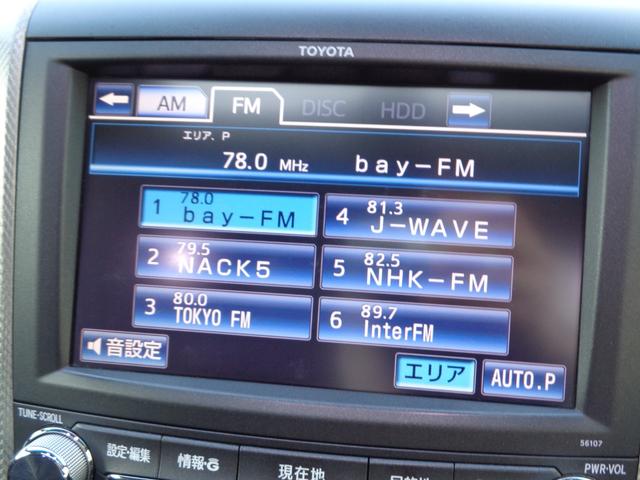 TOYOTA
AM FM DISC HDD
エリア、P
78.0 MHz bay-FM
1 78.0 bay-FM
4 81.3 J-WAVE
2 79.5 NACK5
5 82.5 NHK-FM
3 80.0 TOKYO FM
6 89.7 InterFM
音設定
エリア AUTO.P
56107
TUNE·SCROLL
設定·編集
情報·G
現在地
PWR·VOL